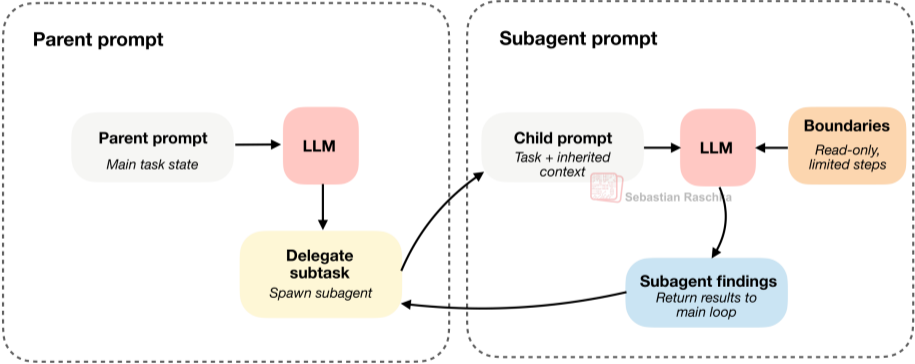 Parent prompt
Subagent prompt
Parent prompt
Main task state
LLM
Delegate
subtask
Spawn subagent
Child prompt
Task + inherited
context
LLM
Boundaries
Read-only,
limited steps
Sebastian Raschka
Subagent findings
Return results to
main loop